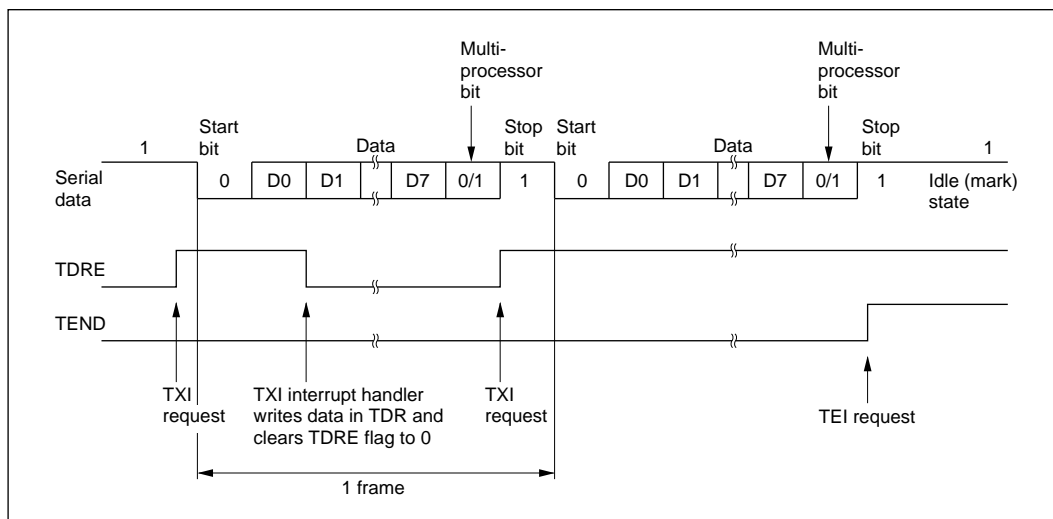 Multi-
processor
bit
Multi-
processor
bit
1
Start
bit
Data
Stop
bit
Start
bit
Data
Stop
bit
1
Serial
data
0 D0 D1 D7 0/1 1 0 D0 D1 D7 0/1 1
Idle (mark)
state
TDRE
TEND
TXI
request
TXI interrupt handler
writes data in TDR and
clears TDRE flag to 0
TXI
request
TEI request
1 frame